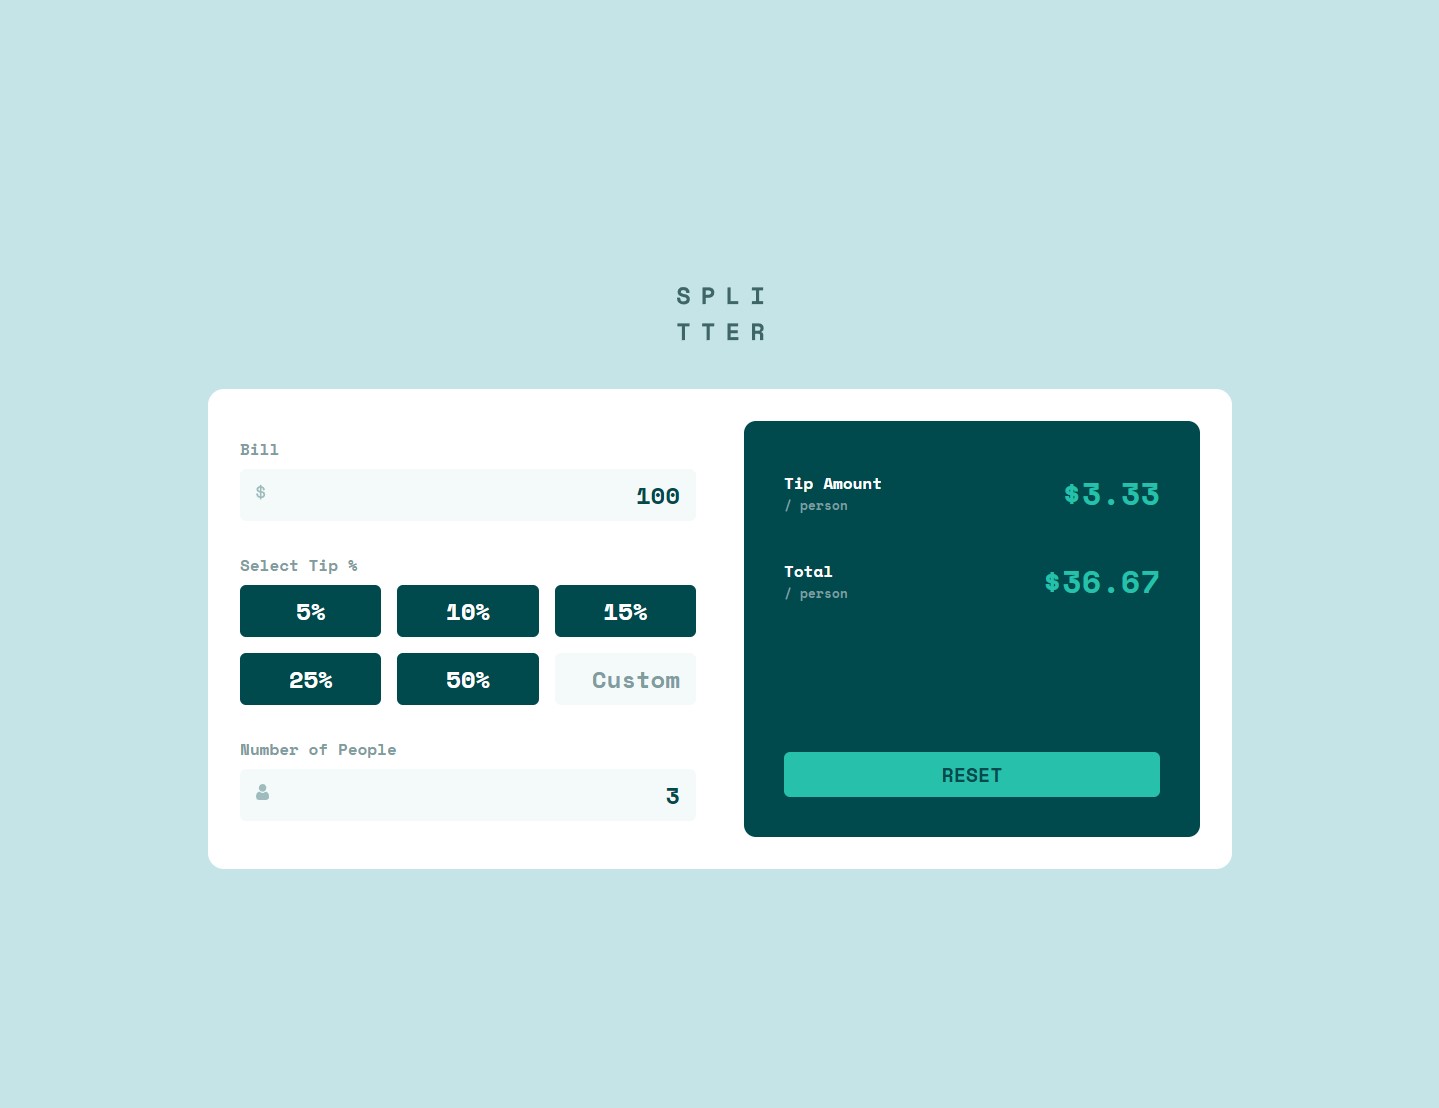 SPLI
TTER
Bill
$
100
Select Tip %
5%
10%
15%
25%
50%
Custom
Number of People
3
Tip Amount
/ person
$3.33
Total
/ person
$36.67
RESET